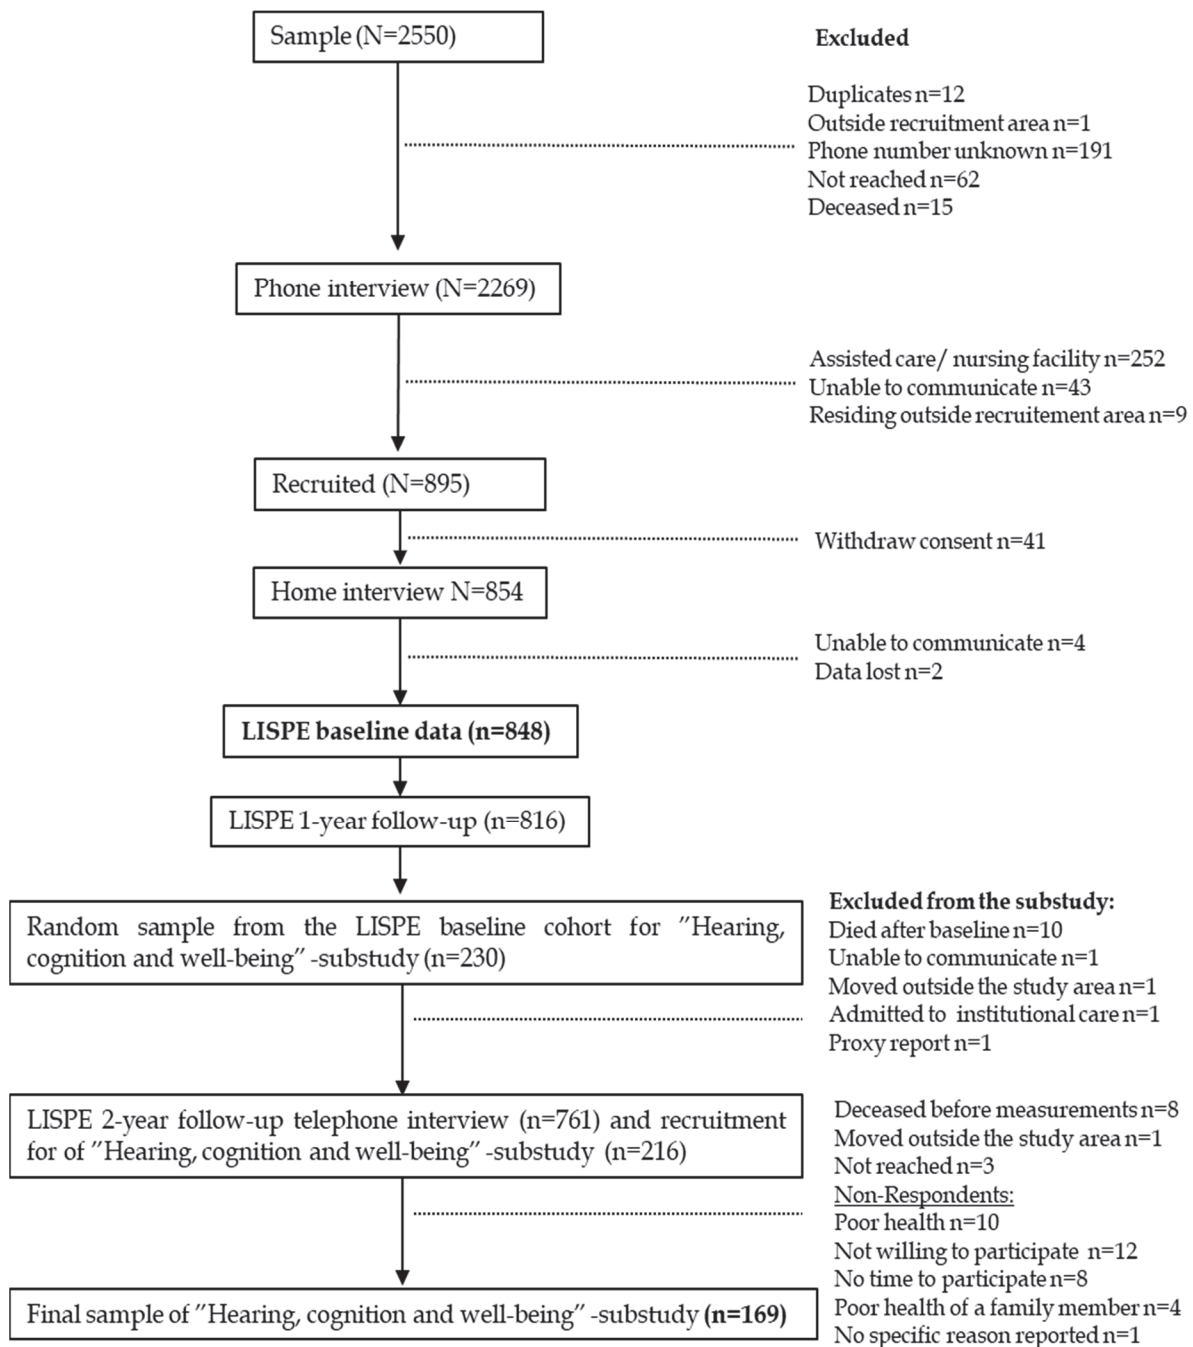 Sample (N=2550)
Excluded
Duplicates n=12
Outside recruitment area n=1
Phone number unknown n=191
Not reached n=62
Deceased n=15
Phone interview (N=2269)
Assisted care/ nursing facility n=252
Unable to communicate n=43
Residing outside recruitement area n=9
Recruited (N=895)
Withdraw consent n=41
Home interview N=854
Unable to communicate n=4
Data lost n=2
LISPE baseline data (n=848)
LISPE 1-year follow-up (n=816)
Random sample from the LISPE baseline cohort for ”Hearing,
cognition and well-being” -substudy (n=230)
Excluded from the substudy:
Died after baseline n=10
Unable to communicate n=1
Moved outside the study area n=1
Admitted to institutional care n=1
Proxy report n=1
LISPE 2-year follow-up telephone interview (n=761) and recruitment
for of ”Hearing, cognition and well-being” -substudy (n=216)
Deceased before measurements n=8
Moved outside the study area n=1
Not reached n=3
Non-Respondents:
Poor health n=10
Not willing to participate n=12
No time to participate n=8
Poor health of a family member n=4
No specific reason reported n=1
Final sample of ”Hearing, cognition and well-being” -substudy (n=169)